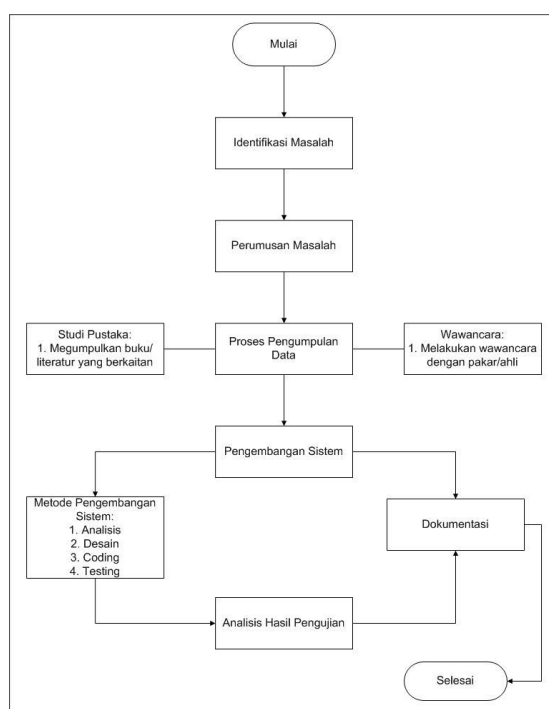 Mulai
Identifikasi Masalah
Perumusan Masalah
Studi Pustaka:
1. Megumpulkan buku/
literatur yang berkaitan
Proses Pengumpulan
Data
Wawancara:
1. Melakukan wawancara
dengan pakar/ahli
Pengembangan Sistem
Metode Pengembangan
Sistem:
1. Analisis
2. Desain
3. Coding
4. Testing
Dokumentasi
Analisis Hasil Pengujian
Selesai